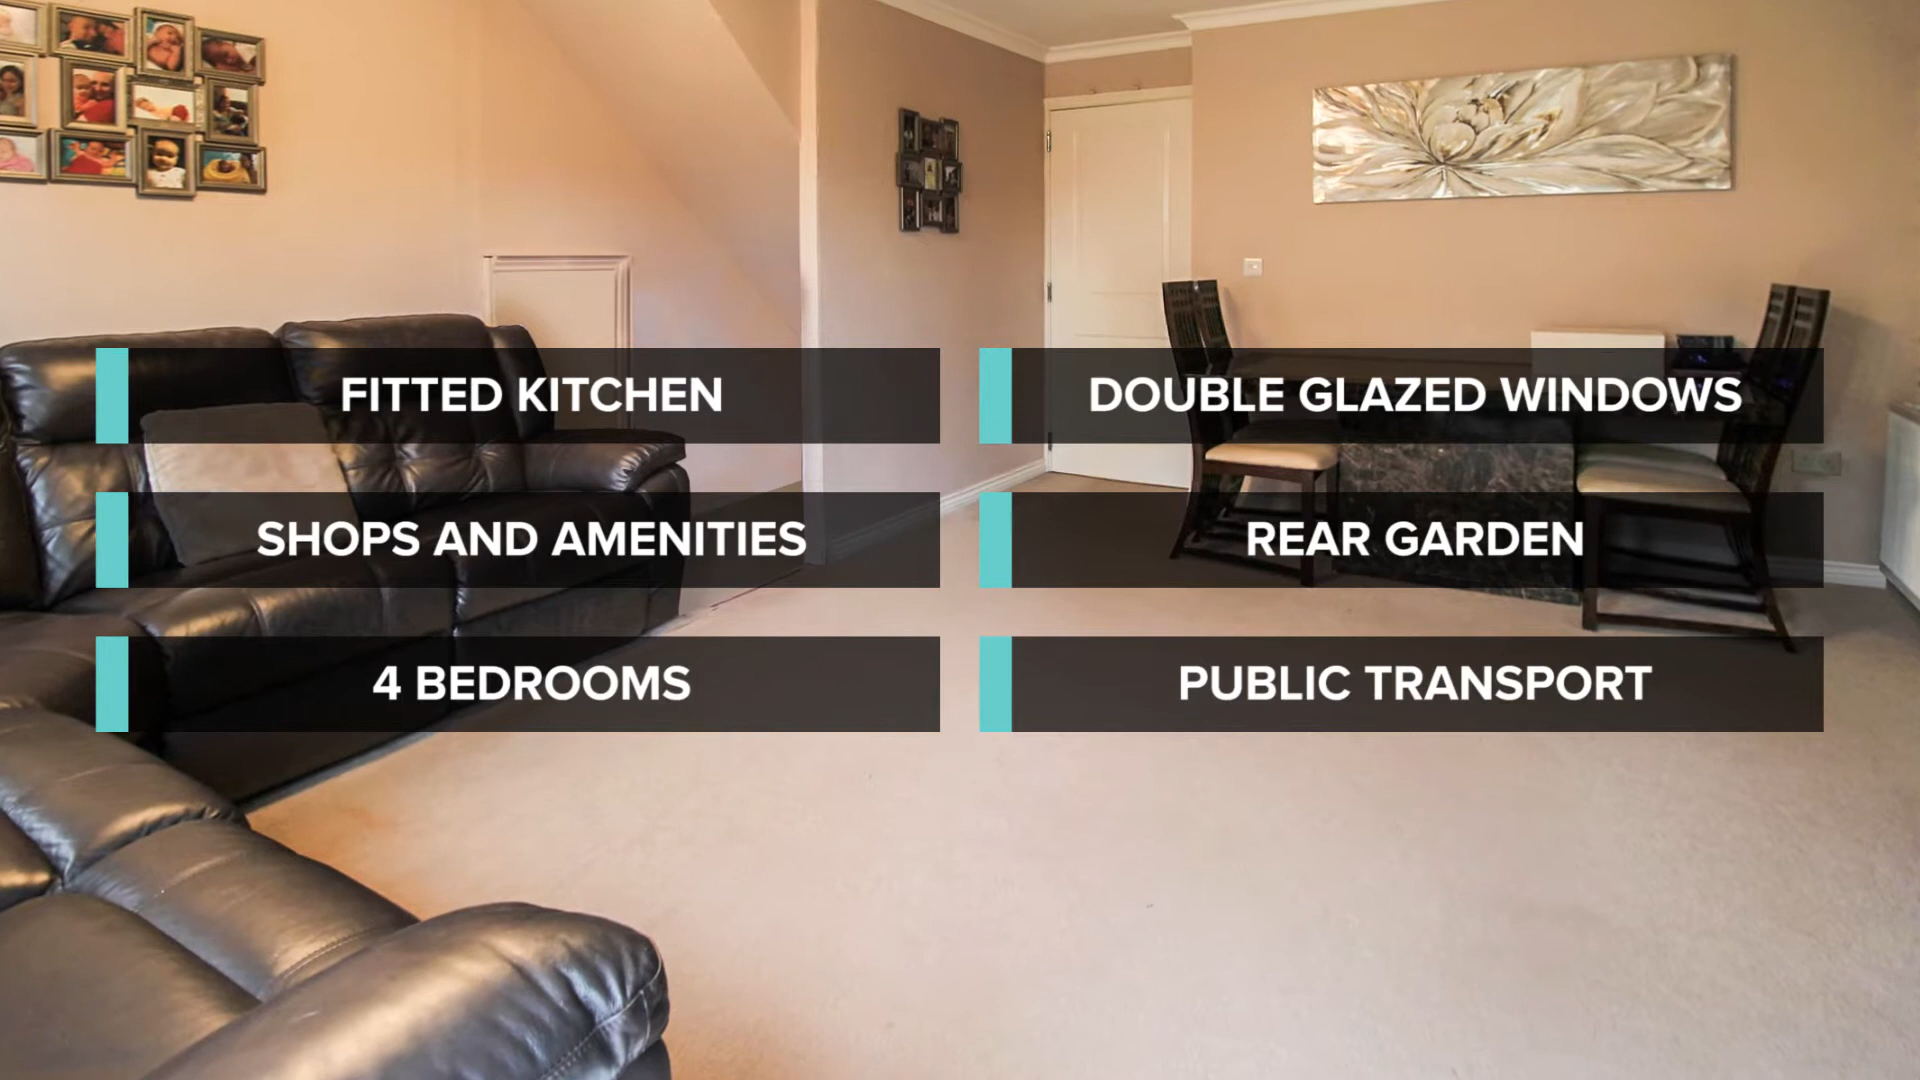 FITTED KITCHEN
DOUBLE GLAZED WINDOWS
SHOPS AND AMENITIES
REAR GARDEN
4 BEDROOMS
PUBLIC TRANSPORT